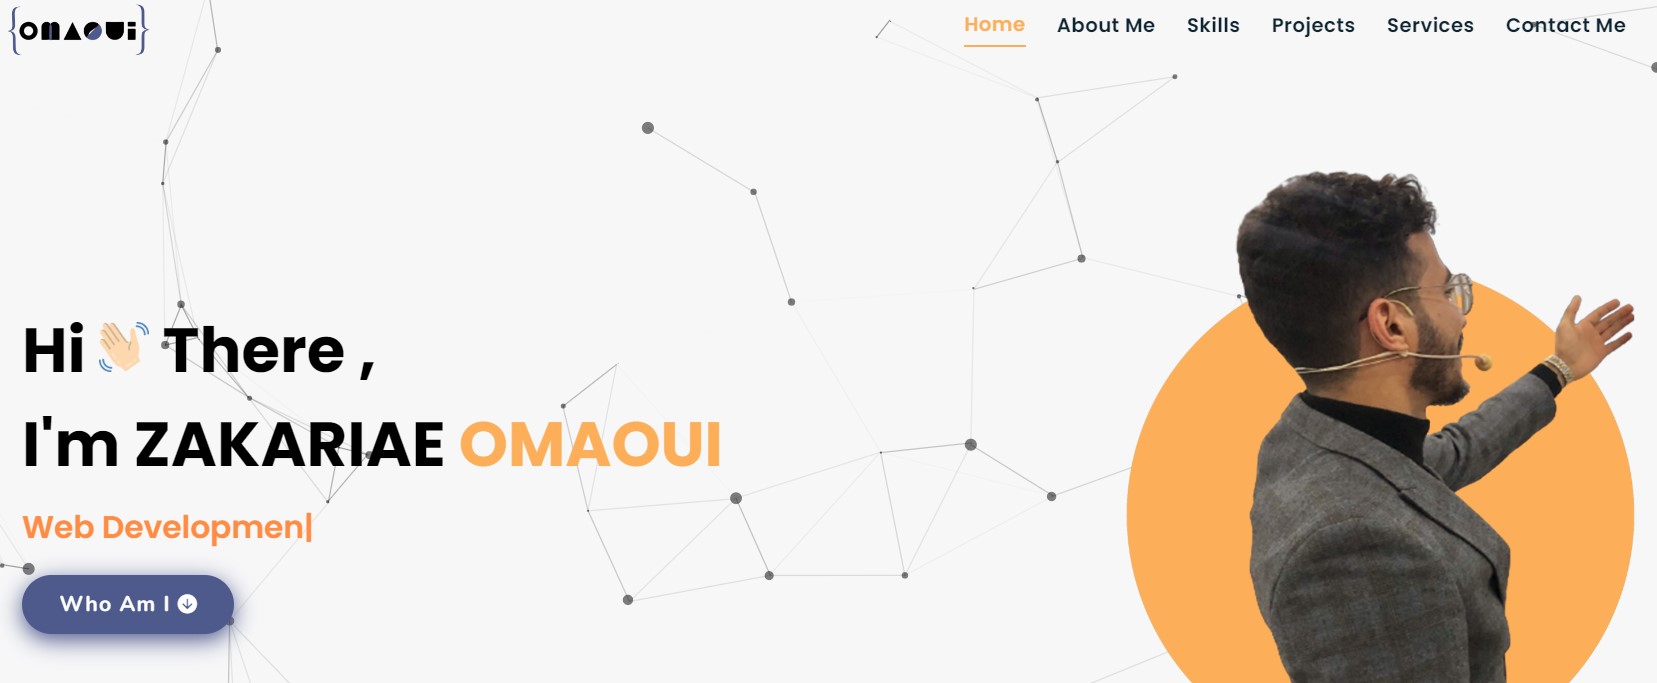 {OMAOUi}
Home About Me Skills Projects Services Contact Me
Hi 👋 There ,
I'm ZAKARIAE OMAOUI
Web Developmen|
Who Am I